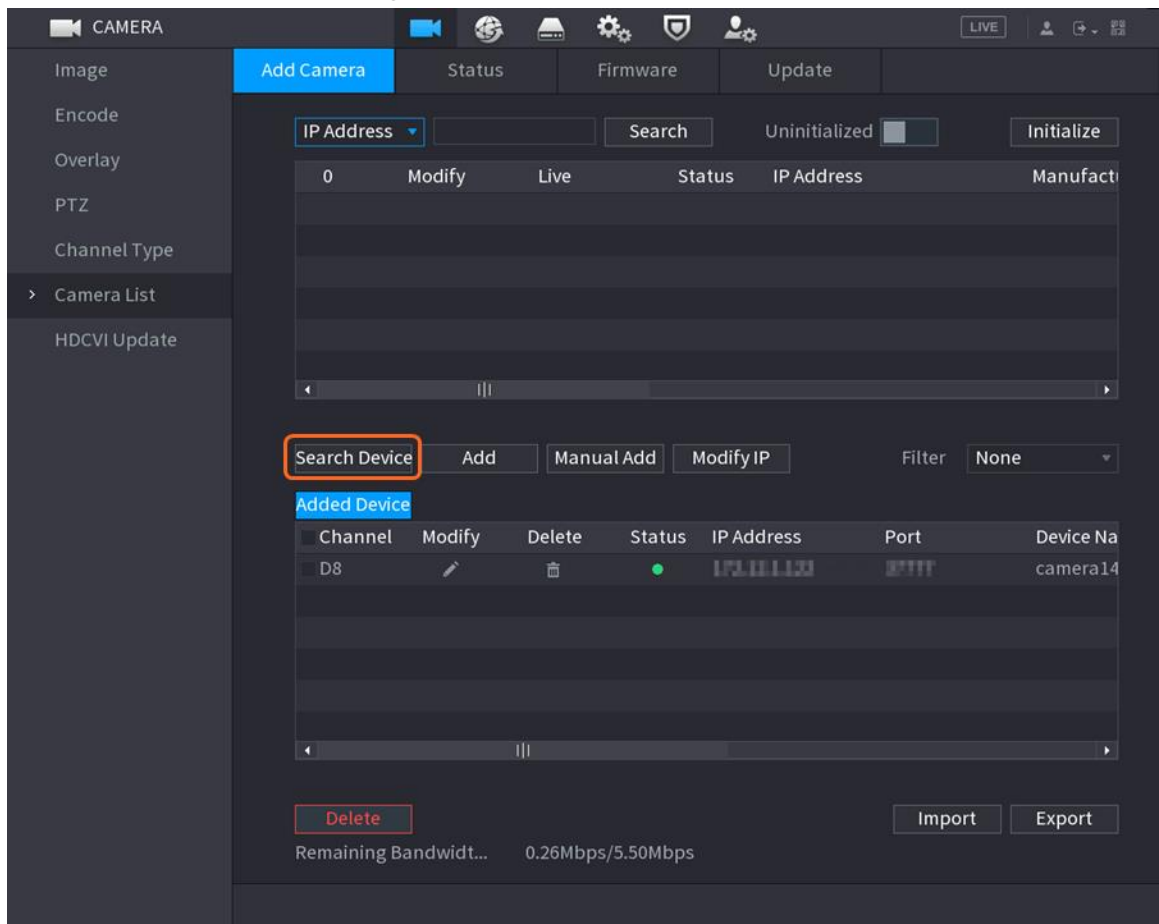 CAMERA LIVE
Image Add Camera Status Firmware Update
Encode
IP Address Search Uninitialized Initialize
Overlay
0 Modify Live Status IP Address Manufact
PTZ
Channel Type
Camera List
HDCVI Update
Search Device Add Manual Add Modify IP Filter None
Added Device
Channel Modify Delete Status IP Address Port Device Na
D8 camera14
Delete Import Export
Remaining Bandwidt... 0.26Mbps/5.50Mbps